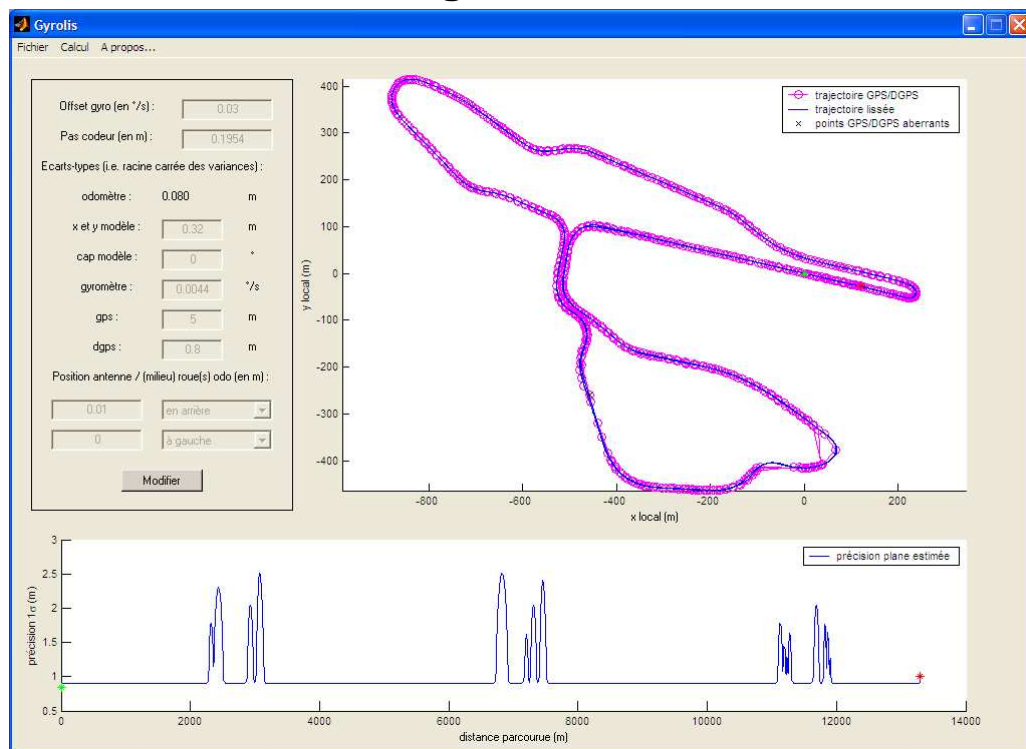 Gyrolis
Fichier Calcul A propos...
Offset gyro (en °/s) : 0.03
Pas codeur (en m) : 0.1954
Ecarts-types (i.e. racine carrée des variances) :
odomètre : 0.080 m
x et y modèle : 0.32 m
cap modèle : 0 °
gyromètre : 0.0044 °/s
gps : 5 m
dgps : 0.8 m
Position antenne / (milieu) roue(s) odo (en m) :
0.01 en arrière
0 à gauche
Modifier
400
300
200
100
0
-100
-200
-300
-400
y local (m)
-800 -600 -400 -200 0 200
x local (m)
trajectoire GPS/DGPS
trajectoire lissée
points GPS/DGPS aberrants
3
2.5
2
1.5
1
0.5
précision 1σ (m)
précision plane estimée
0 2000 4000 6000 8000 10000 12000 14000
distance parcourue (m)